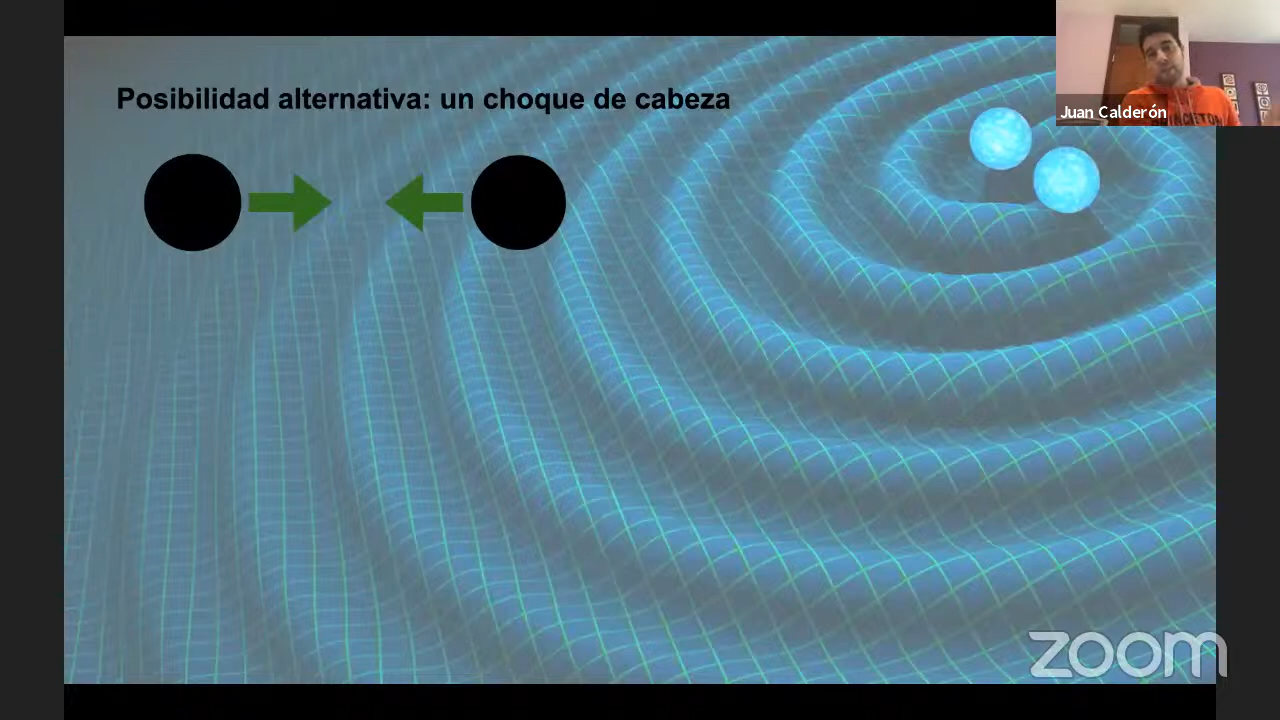 Posibilidad alternativa: un choque de cabeza
Juan Calderón
zoom